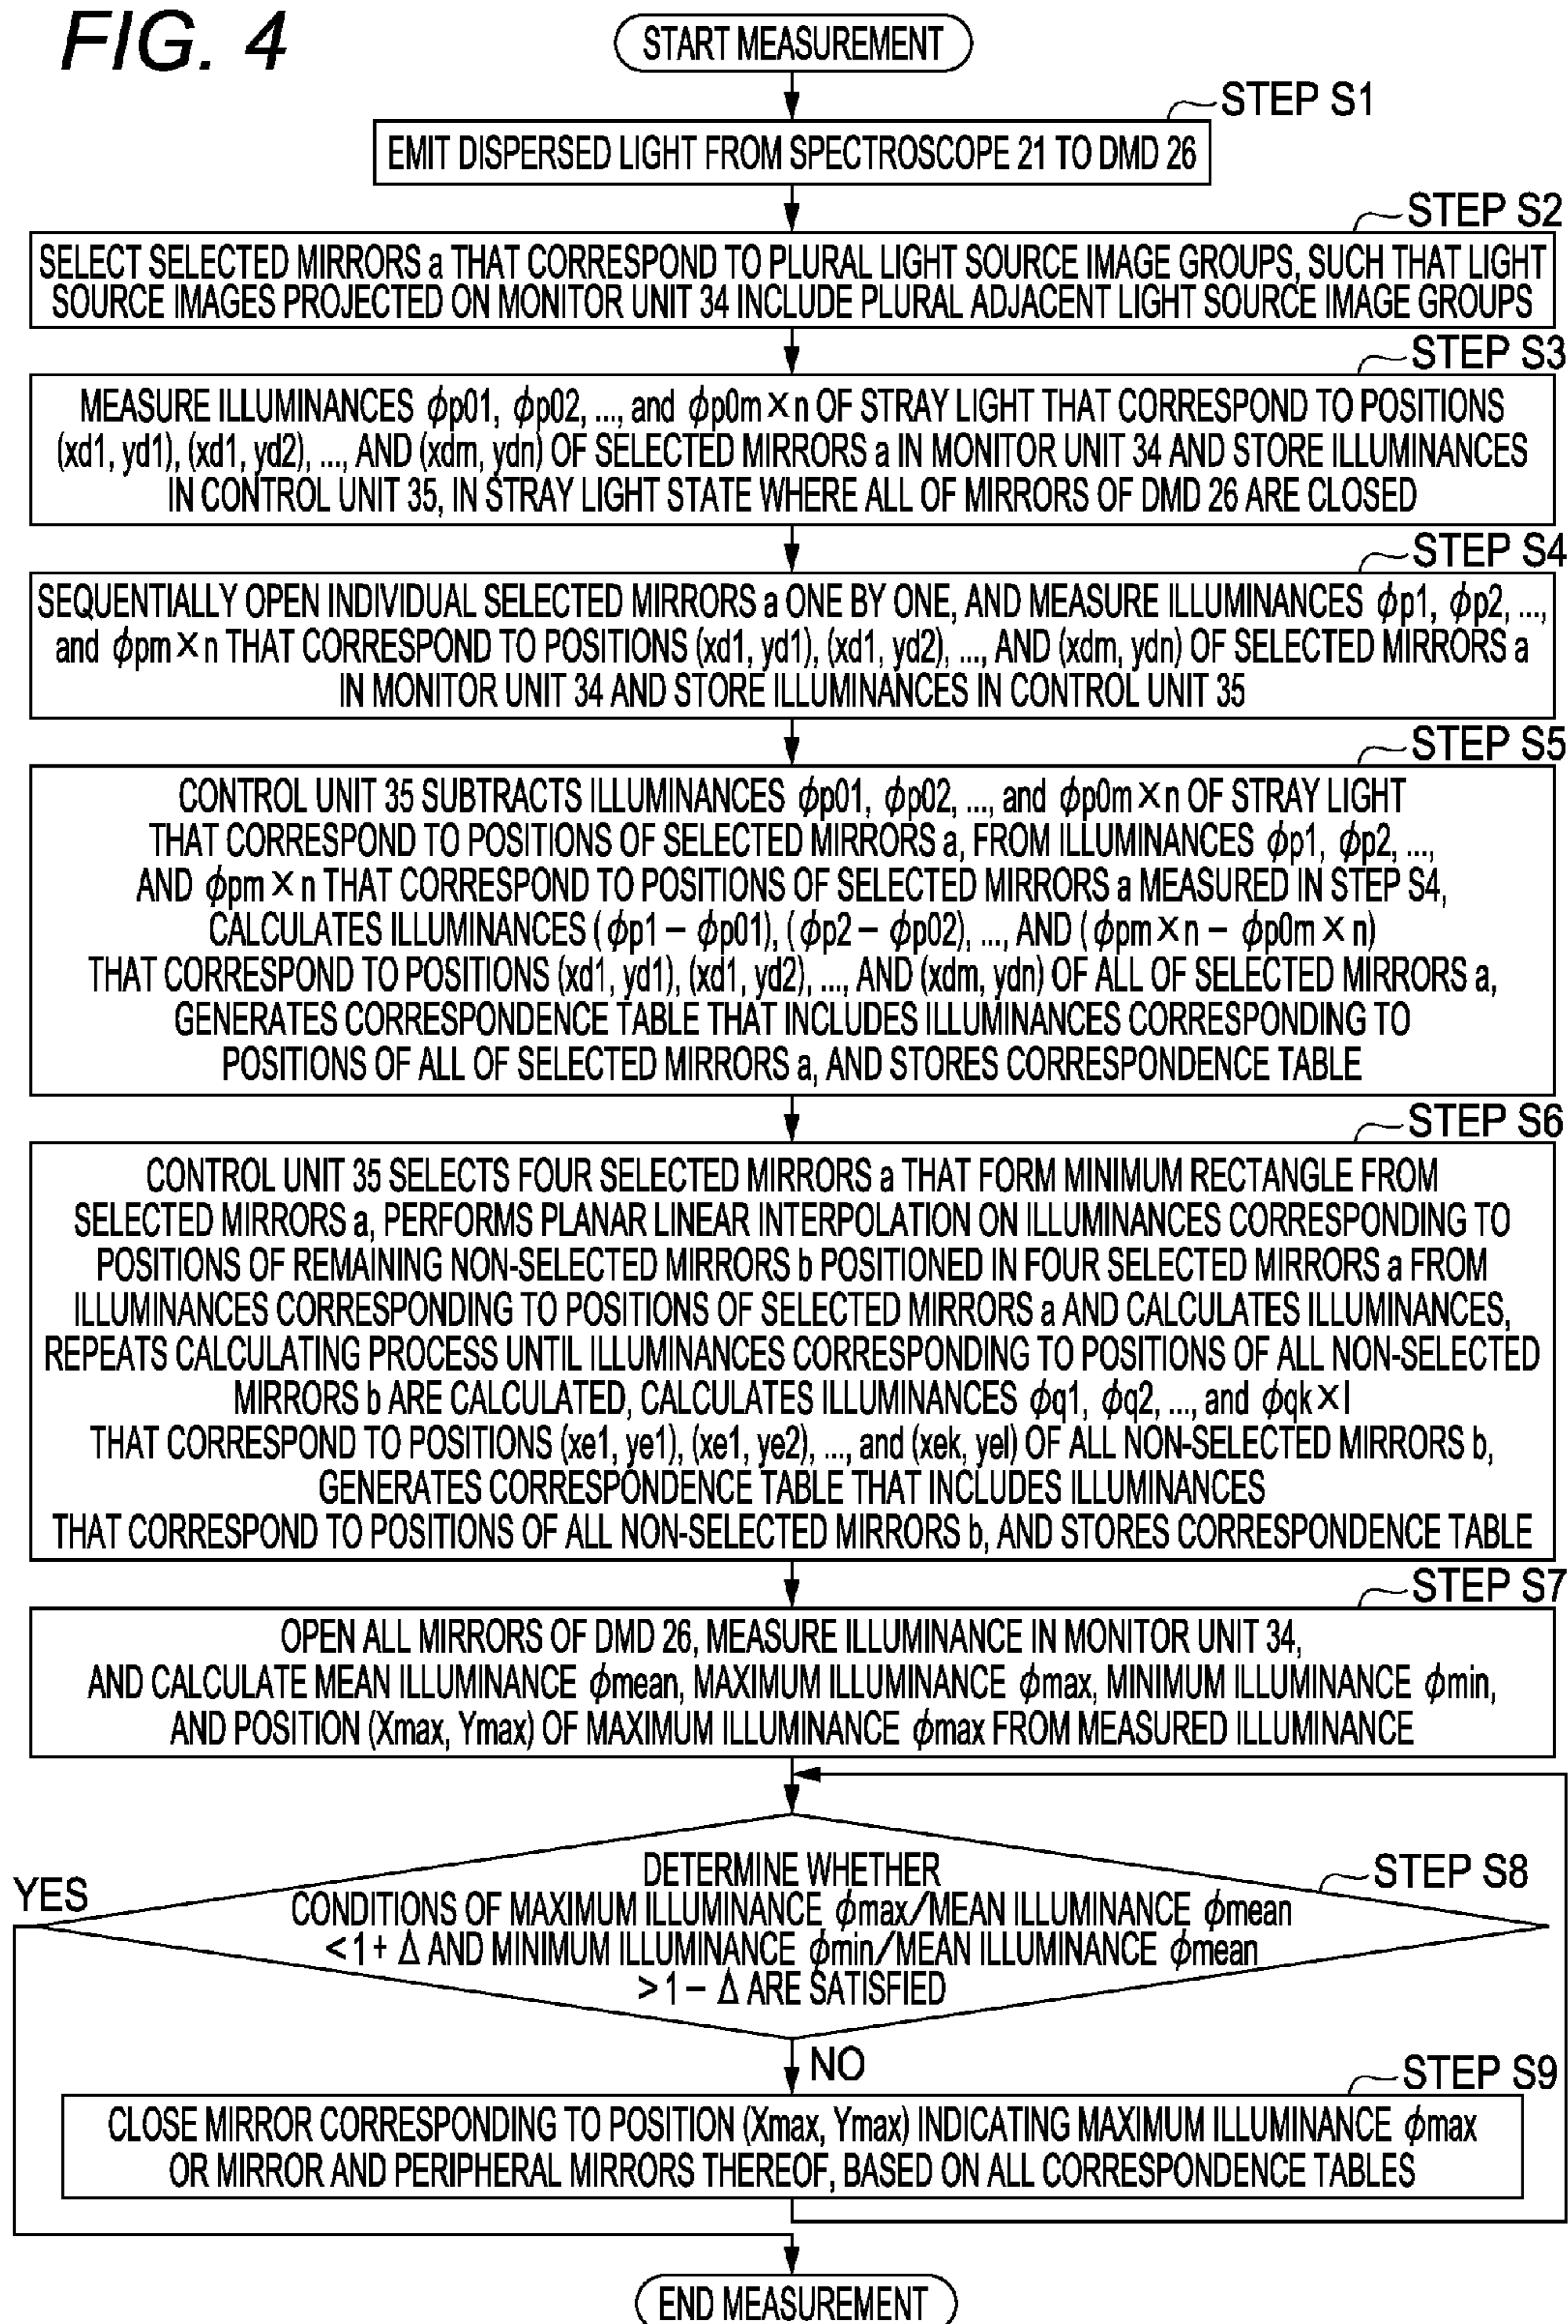 FIG. 4
START MEASUREMENT
STEP S1
EMIT DISPERSED LIGHT FROM SPECTROSCOPE 21 TO DMD 26
STEP S2
SELECT SELECTED MIRRORS a THAT CORRESPOND TO PLURAL LIGHT SOURCE IMAGE GROUPS, SUCH THAT LIGHT
SOURCE IMAGES PROJECTED ON MONITOR UNIT 34 INCLUDE PLURAL ADJACENT LIGHT SOURCE IMAGE GROUPS
STEP S3
MEASURE ILLUMINANCES ϕp01, ϕp02, ..., and ϕp0m×n OF STRAY LIGHT THAT CORRESPOND TO POSITIONS
(xd1, yd1), (xd1, yd2), ..., AND (xdm, ydn) OF SELECTED MIRRORS a IN MONITOR UNIT 34 AND STORE ILLUMINANCES
IN CONTROL UNIT 35, IN STRAY LIGHT STATE WHERE ALL OF MIRRORS OF DMD 26 ARE CLOSED
STEP S4
SEQUENTIALLY OPEN INDIVIDUAL SELECTED MIRRORS a ONE BY ONE, AND MEASURE ILLUMINANCES ϕp1, ϕp2, ...,
and ϕpm×n THAT CORRESPOND TO POSITIONS (xd1, yd1), (xd1, yd2), ..., AND (xdm, ydn) OF SELECTED MIRRORS a
IN MONITOR UNIT 34 AND STORE ILLUMINANCES IN CONTROL UNIT 35
STEP S5
CONTROL UNIT 35 SUBTRACTS ILLUMINANCES ϕp01, ϕp02, ..., and ϕp0m×n OF STRAY LIGHT
THAT CORRESPOND TO POSITIONS OF SELECTED MIRRORS a, FROM ILLUMINANCES ϕp1, ϕp2, ...,
AND ϕpm×n THAT CORRESPOND TO POSITIONS OF SELECTED MIRRORS a MEASURED IN STEP S4,
CALCULATES ILLUMINANCES (ϕp1 – ϕp01), (ϕp2 – ϕp02), ..., AND (ϕpm×n – ϕp0m×n)
THAT CORRESPOND TO POSITIONS (xd1, yd1), (xd1, yd2), ..., AND (xdm, ydn) OF ALL OF SELECTED MIRRORS a,
GENERATES CORRESPONDENCE TABLE THAT INCLUDES ILLUMINANCES CORRESPONDING TO
POSITIONS OF ALL OF SELECTED MIRRORS a, AND STORES CORRESPONDENCE TABLE
STEP S6
CONTROL UNIT 35 SELECTS FOUR SELECTED MIRRORS a THAT FORM MINIMUM RECTANGLE FROM
SELECTED MIRRORS a, PERFORMS PLANAR LINEAR INTERPOLATION ON ILLUMINANCES CORRESPONDING TO
POSITIONS OF REMAINING NON-SELECTED MIRRORS b POSITIONED IN FOUR SELECTED MIRRORS a FROM
ILLUMINANCES CORRESPONDING TO POSITIONS OF SELECTED MIRRORS a AND CALCULATES ILLUMINANCES,
REPEATS CALCULATING PROCESS UNTIL ILLUMINANCES CORRESPONDING TO POSITIONS OF ALL NON-SELECTED
MIRRORS b ARE CALCULATED, CALCULATES ILLUMINANCES ϕq1, ϕq2, ..., and ϕqk×l
THAT CORRESPOND TO POSITIONS (xe1, ye1), (xe1, ye2), ..., and (xek, yel) OF ALL NON-SELECTED MIRRORS b,
GENERATES CORRESPONDENCE TABLE THAT INCLUDES ILLUMINANCES
THAT CORRESPOND TO POSITIONS OF ALL NON-SELECTED MIRRORS b, AND STORES CORRESPONDENCE TABLE
STEP S7
OPEN ALL MIRRORS OF DMD 26, MEASURE ILLUMINANCE IN MONITOR UNIT 34,
AND CALCULATE MEAN ILLUMINANCE ϕmean, MAXIMUM ILLUMINANCE ϕmax, MINIMUM ILLUMINANCE ϕmin,
AND POSITION (Xmax, Ymax) OF MAXIMUM ILLUMINANCE ϕmax FROM MEASURED ILLUMINANCE
STEP S8
YES
DETERMINE WHETHER
CONDITIONS OF MAXIMUM ILLUMINANCE ϕmax/MEAN ILLUMINANCE ϕmean
<1+ Δ AND MINIMUM ILLUMINANCE ϕmin/MEAN ILLUMINANCE ϕmean
>1– Δ ARE SATISFIED
NO
STEP S9
CLOSE MIRROR CORRESPONDING TO POSITION (Xmax, Ymax) INDICATING MAXIMUM ILLUMINANCE ϕmax
OR MIRROR AND PERIPHERAL MIRRORS THEREOF, BASED ON ALL CORRESPONDENCE TABLES
END MEASUREMENT